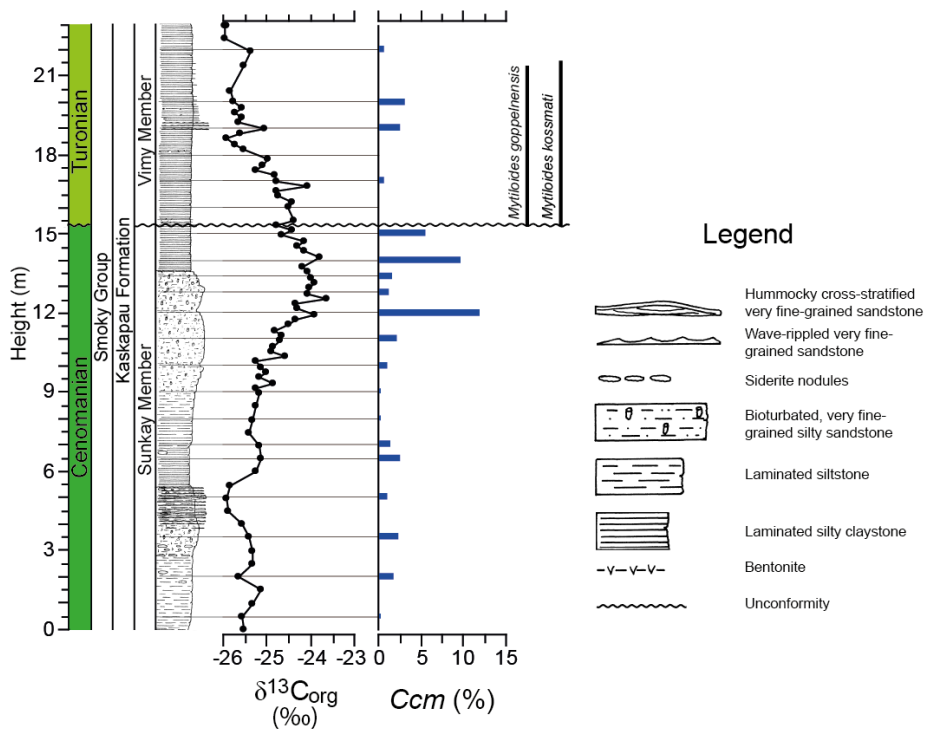 Height (m)
21
18
15
12
9
6
3
0
Turonian
Cenomanian
Smoky Group
Kaskapau Formation
Vimy Member
Sunkay Member
-26 -25 -24 -23
δ13Corg
(‰)
0 5 10 15
Ccm (%)
Mytiloides goppelnensis
Mytiloides kossmati
Legend
Hummocky cross-stratified
very fine-grained sandstone
Wave-rippled very fine-
grained sandstone
Siderite nodules
Bioturbated, very fine-
grained silty sandstone
Laminated siltstone
Laminated silty claystone
Bentonite
Unconformity